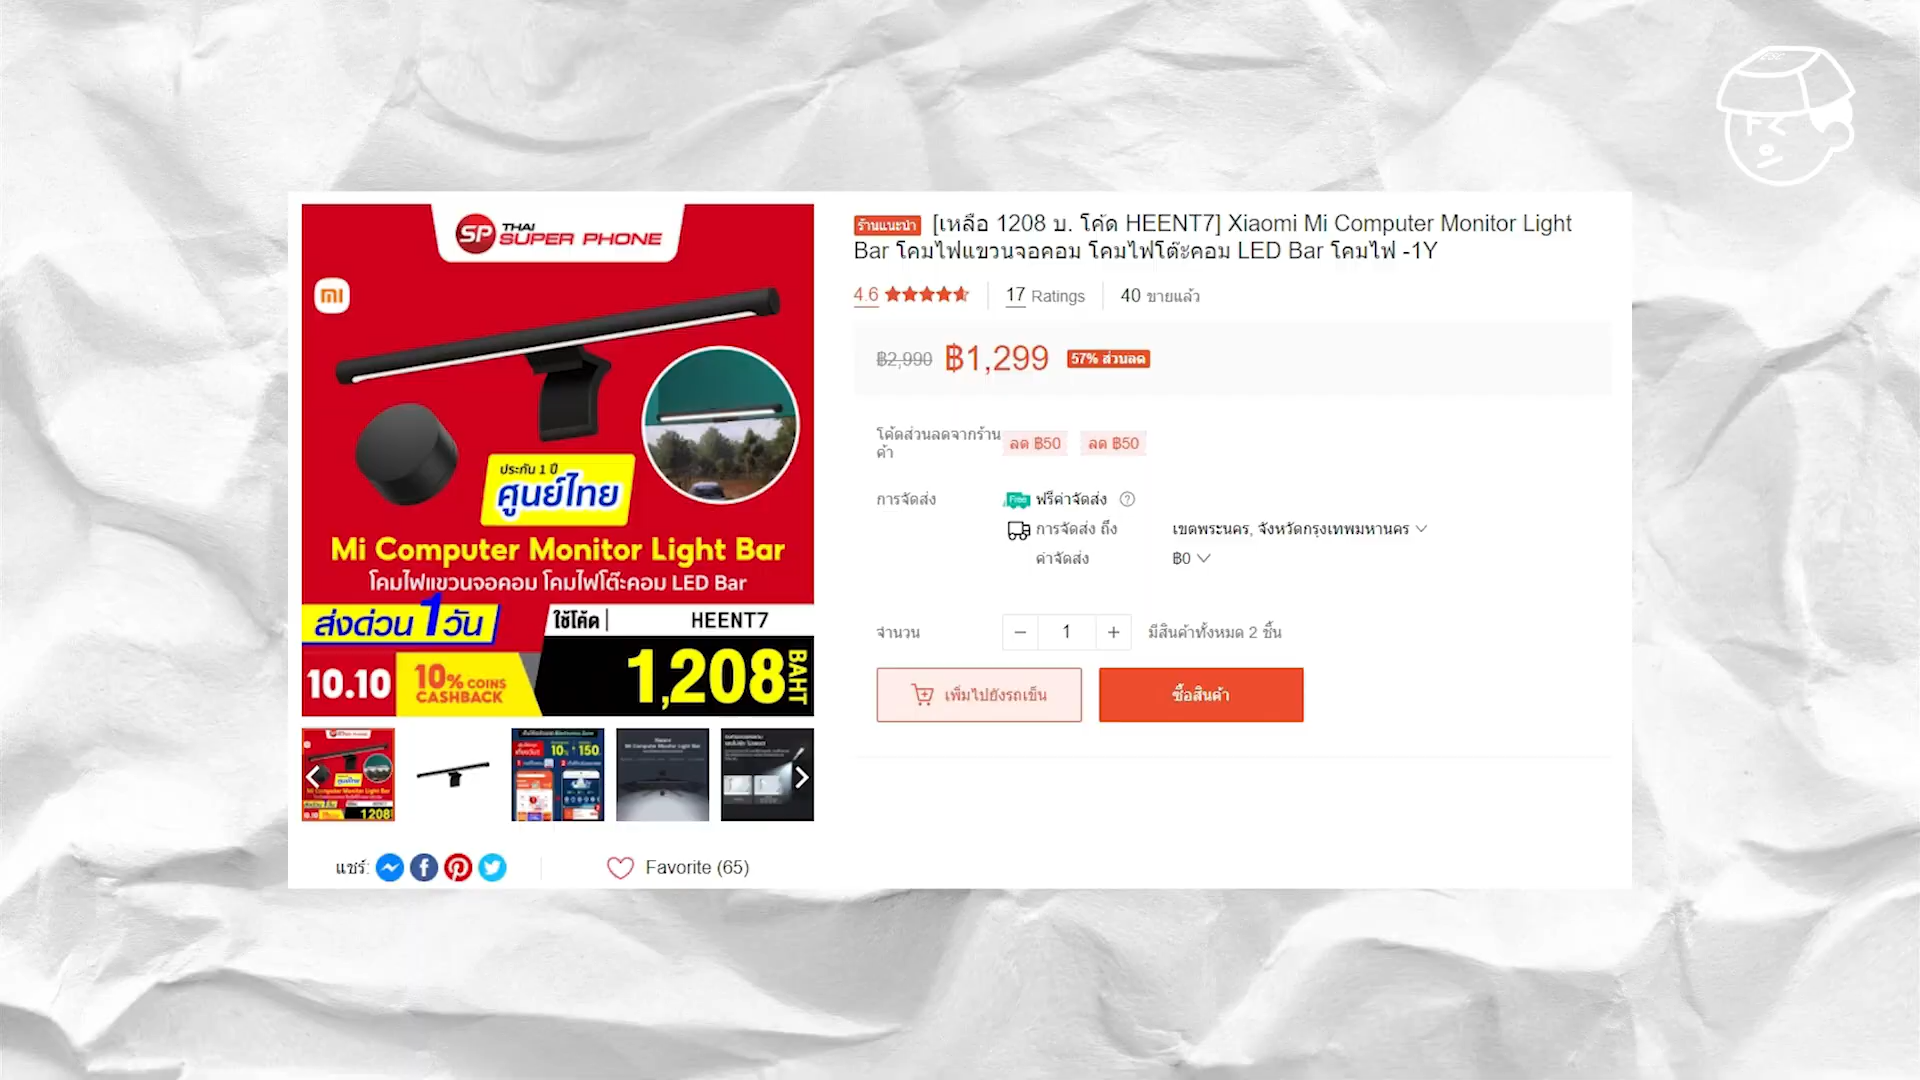 THAI
SP SUPER PHONE
mi
ประกัน 1 ปี
ศูนย์ไทย
Mi Computer Monitor Light Bar
โคมไฟแขวนจอคอม โคมไฟโต๊ะคอม LED Bar
ส่งด่วน 1 วัน
ใช้โค้ด HEENT7
10.10
10% COINS
CASHBACK
1,208 BAHT
แชร์:
Favorite (65)
ร้านแนะนำ [เหลือ 1208 บ. โค้ด HEENT7] Xiaomi Mi Computer Monitor Light
Bar โคมไฟแขวนจอคอม โคมไฟโต๊ะคอม LED Bar โคมไฟ -1Y
4.6 17 Ratings 40 ขายแล้ว
฿2,990 ฿1,299 57% ส่วนลด
โค้ดส่วนลดจากร้าน
ค้า
ลด ฿50 ลด ฿50
การจัดส่ง Free ฟรีค่าจัดส่ง ?
การจัดส่ง ถึง เขตพระนคร, จังหวัดกรุงเทพมหานคร
ค่าจัดส่ง ฿0
จำนวน − 1 + มีสินค้าทั้งหมด 2 ชิ้น
เพิ่มไปยังรถเข็น ซื้อสินค้า